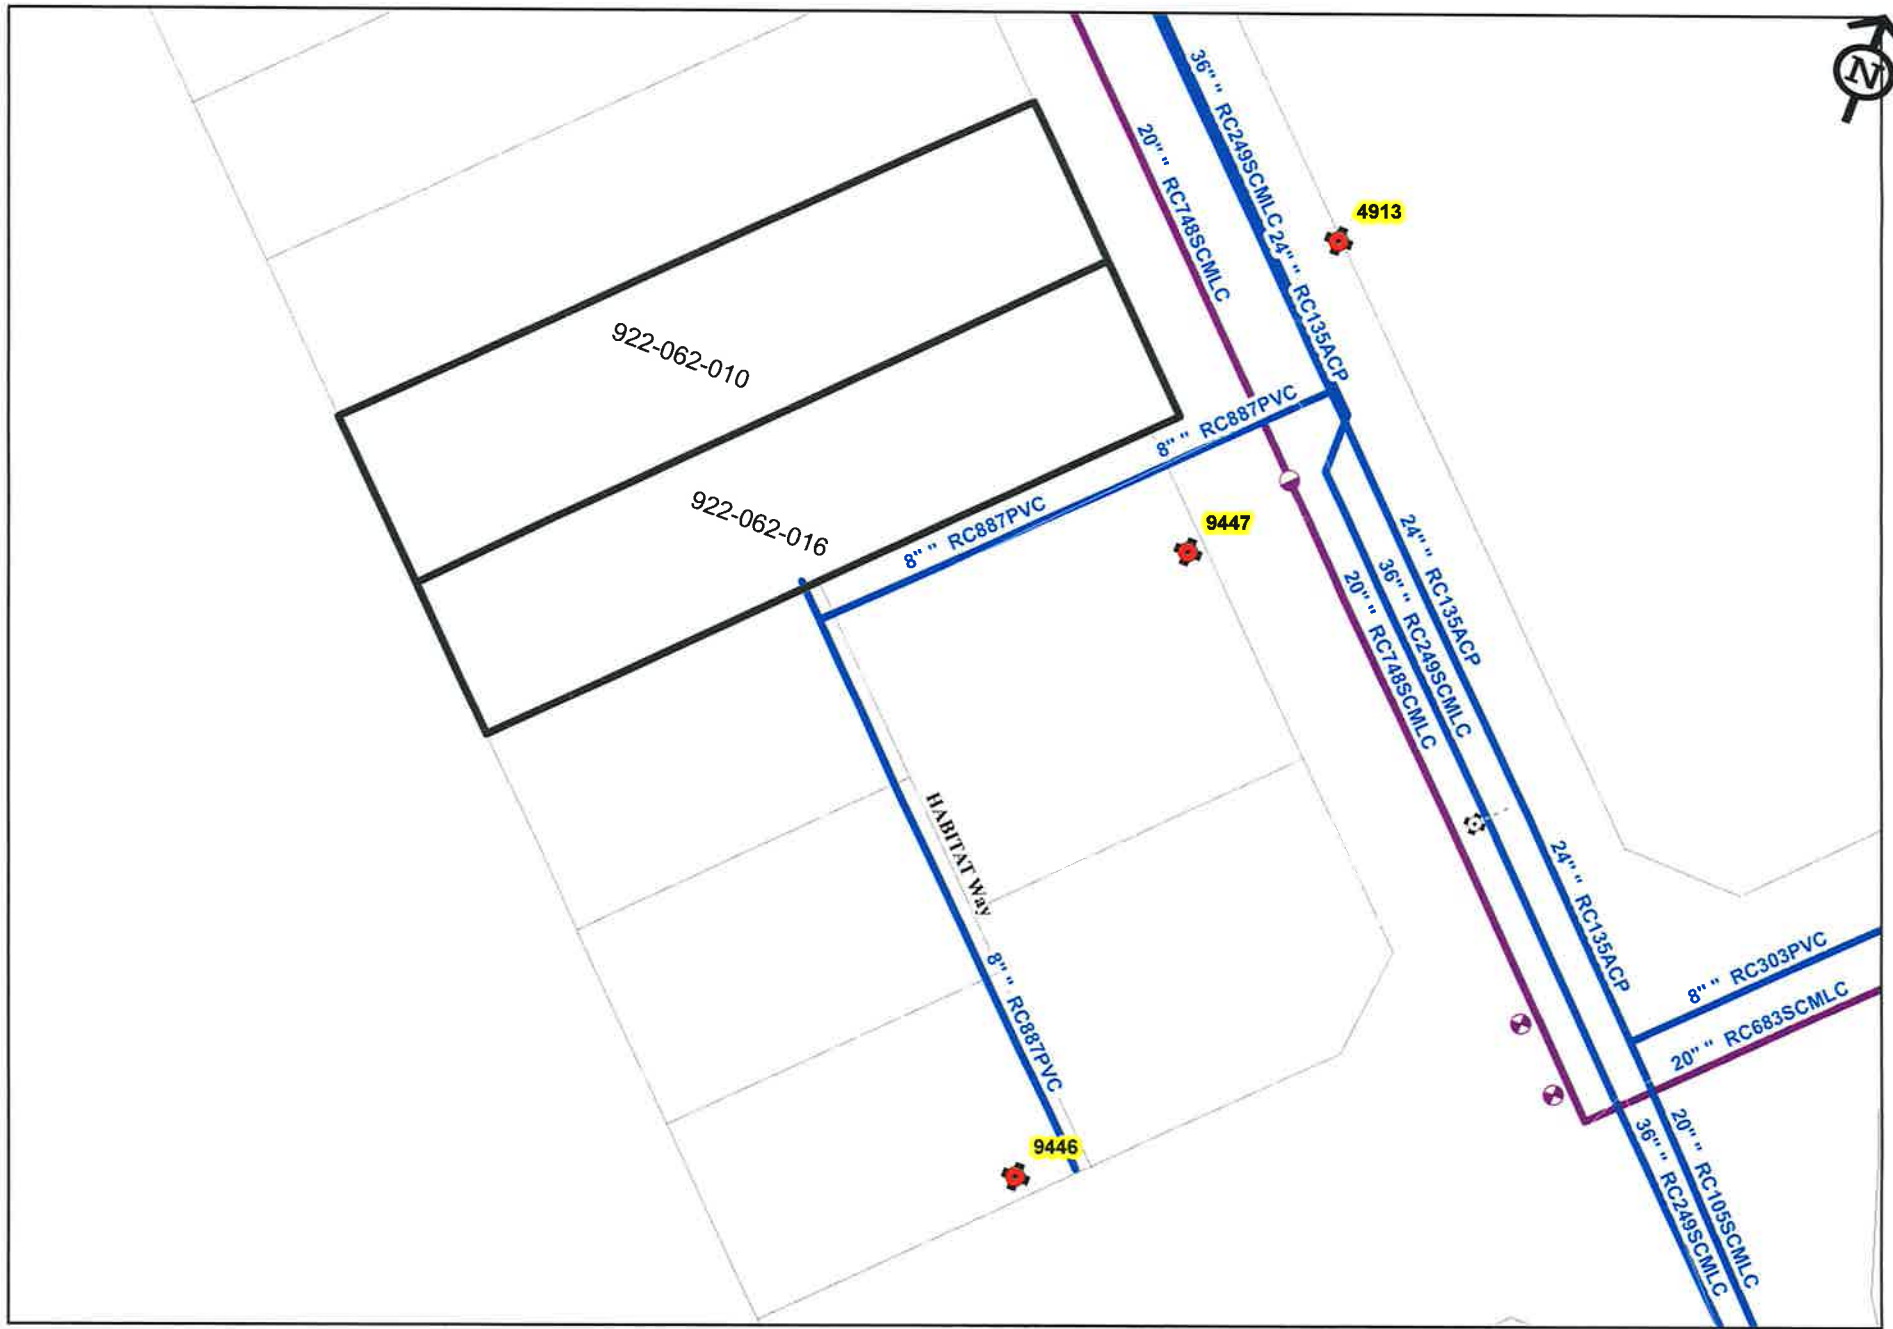 N
36" " RC249SCMLC
20" " RC748SCMLC
24" " RC135ACP
4913
922-062-010
8" " RC887PVC
922-062-016
8" " RC887PVC
9447
24" " RC135ACP
36" " RC249SCMLC
20" " RC748SCMLC
HABITAT Way
24" " RC135ACP
8" " RC887PVC
8" " RC303PVC
20" " RC683SCMLC
9446
20" " RC105SCMLC
36" " RC249SCMLC